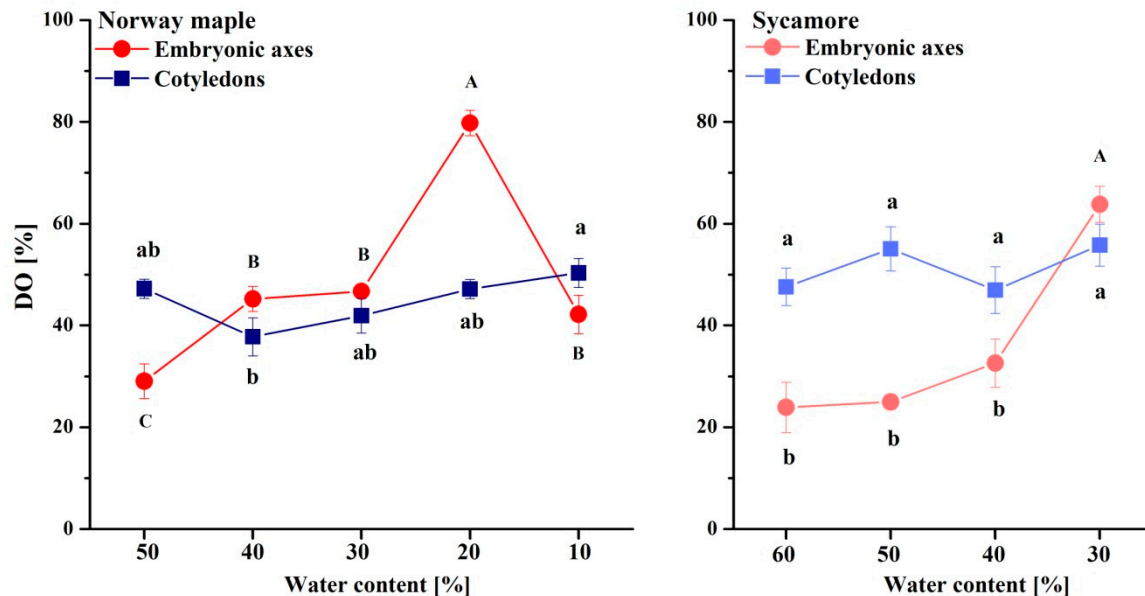 Norway maple
Embryonic axes
Cotyledons
DO [%]
100
80
60
40
20
0
ab
C
B
b
B
ab
A
ab
a
B
50
40
30
20
10
Water content [%]
Sycamore
Embryonic axes
Cotyledons
100
80
60
40
20
0
a
b
a
b
a
b
A
a
60
50
40
30
Water content [%]